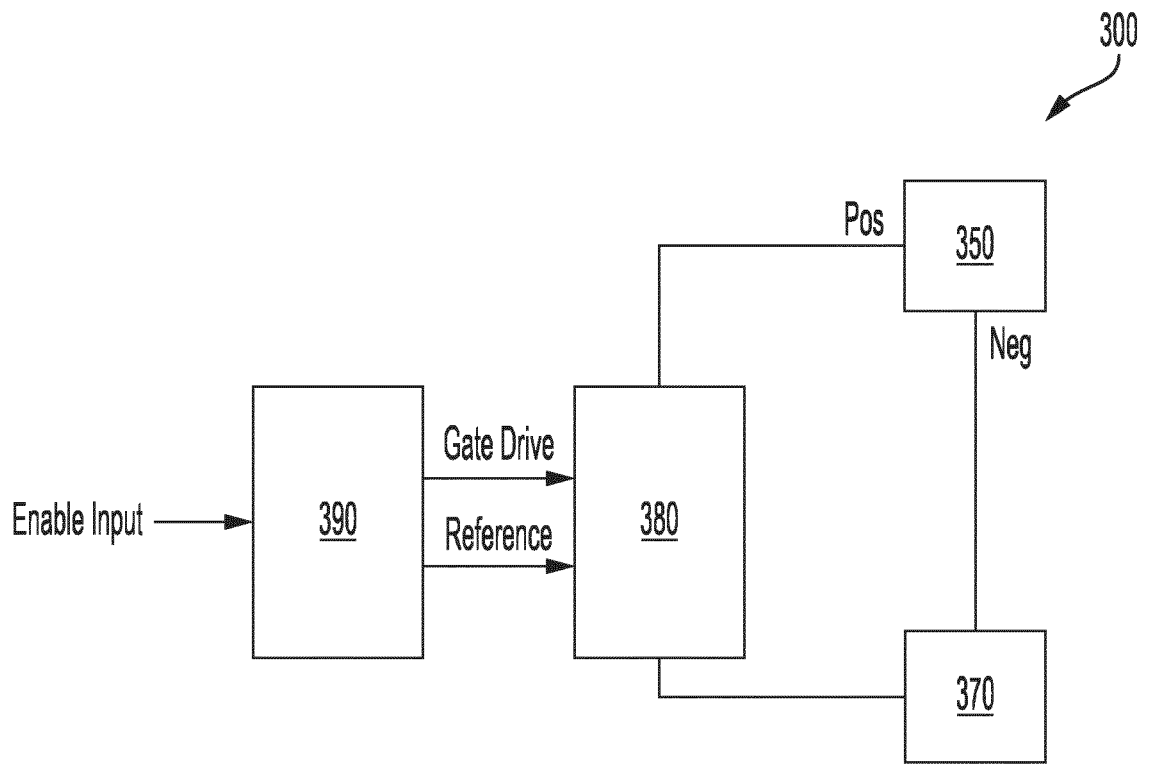 300
Pos
350
Neg
Gate Drive
Enable Input
390
380
Reference
370